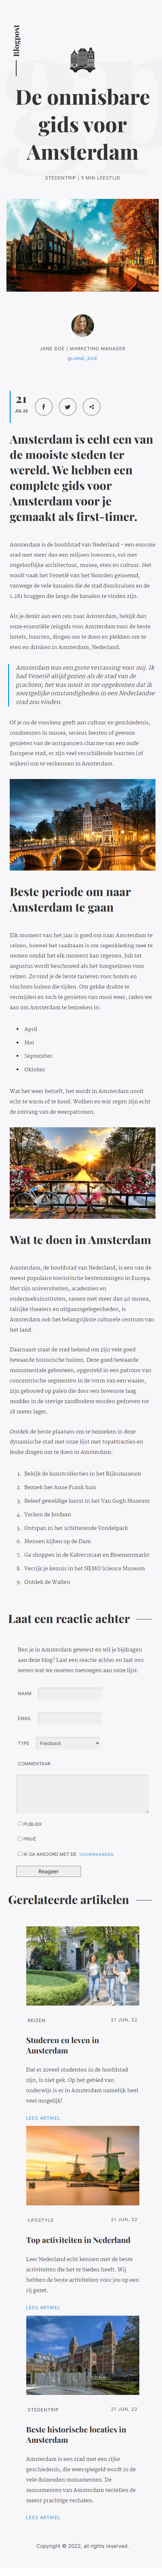 Blogpost
De onmisbare
gids voor
Amsterdam
STEDENTRIP | 5 MIN LEESTIJD
JANE DOE | MARKETING MANAGER
@JANE_DOE
21
JUL 22
Amsterdam is echt een van
de mooiste steden ter
wereld. We hebben een
complete gids voor
Amsterdam voor je
gemaakt als first-timer.
Amsterdam is de hoofdstad van Nederland - een enorme
stad met meer dan een miljoen inwoners, vol met
ongelooflijke architectuur, musea, eten en cultuur. Het
wordt vaak het Venetië van het Noorden genoemd,
vanwege de vele kanalen die de stad doorkruisen en de
1.281 bruggen die langs die kanalen te vinden zijn.
Als je denkt aan een reis naar Amsterdam, bekijk dan
onze essentiële reisgids voor Amsterdam voor de beste
hotels, buurten, dingen om te doen en plekken om te
eten en drinken in Amsterdam, Nederland.
Amsterdam was een grote verrassing voor mij. Ik
had Venetië altijd gezien als de stad van de
grachten; het was nooit in me opgekomen dat ik
soortgelijke omstandigheden in een Nederlandse
stad zou vinden.
Of je nu de voorkeur geeft aan cultuur en geschiedenis,
rondneuzen in musea, serieus feesten of gewoon
genieten van de ontspannen charme van een oude
Europese stad, er zijn veel verschillende buurten (of
wijken) om te verkennen in Amsterdam.
Beste periode om naar
Amsterdam te gaan
Elk moment van het jaar is goed om naar Amsterdam te
reizen, hoewel het raadzaam is om regenkleding mee te
nemen omdat het elk moment kan regenen. Juli tot
augustus wordt beschouwd als het hoogseizoen voor
reizen. Zo vind je de beste tarieven voor hotels en
vluchten buiten die tijden. Om gekke drukte te
vermijden en toch te genieten van mooi weer, raden we
aan om Amsterdam te bezoeken in:
• April
• Mei
• September
• Oktober
Wat het weer betreft, het wordt in Amsterdam nooit
echt te warm of te koud. Wolken en wat regen zijn echt
de omvang van de weerpatronen.
Wat te doen in Amsterdam
Amsterdam, de hoofdstad van Nederland, is een van de
meest populaire toeristische bestemmingen in Europa.
Met zijn universiteiten, academies en
onderzoeksinstituten, samen met meer dan 40 musea,
talrijke theaters en uitgaansgelegenheden, is
Amsterdam ook het belangrijkste culturele centrum van
het land.
Daarnaast staat de stad bekend om zijn vele goed
bewaarde historische huizen. Deze goed bewaarde
monumentale gebouwen, opgesteld in een patroon van
concentrische segmenten in de vorm van een waaier,
zijn gebouwd op palen die door een bovenste laag
modder in de stevige zandbodem worden gedreven tot
18 meter lager.
Ontdek de beste plaatsen om te bezoeken in deze
dynamische stad met onze lijst met topattracties en
leuke dingen om te doen in Amsterdam:
1. Bekijk de kunstcollecties in het Rijksmuseum
2. Bezoek het Anne Frank huis
3. Beleef geweldige kunst in het Van Gogh Museum
4. Verken de Jordaan
5. Ontspan in het schitterende Vondelpark
6. Mensen kijken op de Dam
7. Ga shoppen in de Kalverstraat en Bloemenmarkt
8. Verrijk je kennis in het NEMO Science Museum
9. Ontdek de Wallen
Laat een reactie achter
Ben je in Amsterdam geweest en wil je bijdragen
aan deze blog? Laat een reactie achter en laat ons
weten wat we moeten toevoegen aan onze lijst.
NAAM
EMAIL
TYPE Feedback
COMMENTAAR
PUBLIEK
PRIVÉ
IK GA AKKOORD MET DE VOORWAARDEN
Reageer
Gerelateerde artikelen
REIZEN 21 JUN, 22
Studeren en leven in
Amsterdam
Dat er zoveel studenten in de hoofdstad
zijn, is niet gek. Op het gebied van
onderwijs is er in Amsterdam namelijk heel
veel mogelijk!
LEES ARTIKEL
LIFESTYLE 21 JUN, 22
Top activiteiten in Nederland
Leer Nederland echt kennen met de beste
activiteiten die het te bieden heeft. Wij
hebben de beste activiteiten voor jou op een
rij gezet.
LEES ARTIKEL
STEDENTRIP 21 JUN, 22
Beste historische locaties in
Amsterdam
Amsterdam is een stad met een rijke
geschiedenis, die weerspiegeld wordt in de
vele duizenden monumenten. De
monumenten van Amsterdam vertellen de
meest prachtige verhalen.
LEES ARTIKEL
Copyright © 2022, all rights reserved.